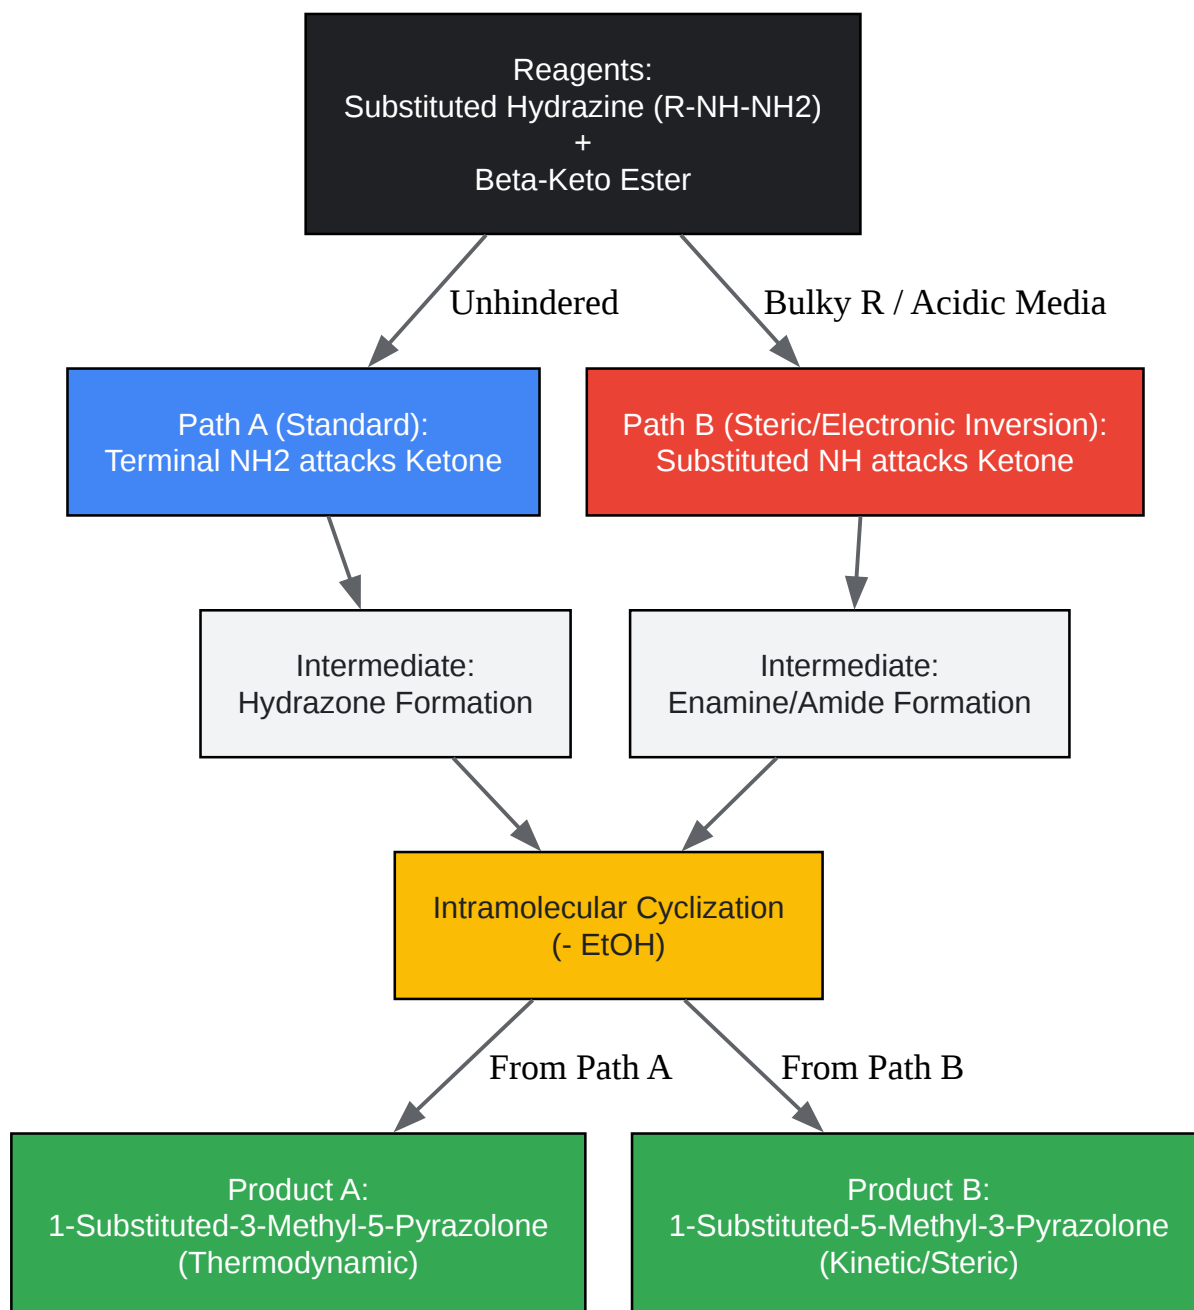 Reagents:
Substituted Hydrazine (R-NH-NH2)
+
Beta-Keto Ester
Unhindered
Bulky R / Acidic Media
Path A (Standard):
Terminal NH2 attacks Ketone
Path B (Steric/Electronic Inversion):
Substituted NH attacks Ketone
Intermediate:
Hydrazone Formation
Intermediate:
Enamine/Amide Formation
Intramolecular Cyclization
(- EtOH)
From Path A
From Path B
Product A:
1-Substituted-3-Methyl-5-Pyrazolone
(Thermodynamic)
Product B:
1-Substituted-5-Methyl-3-Pyrazolone
(Kinetic/Steric)